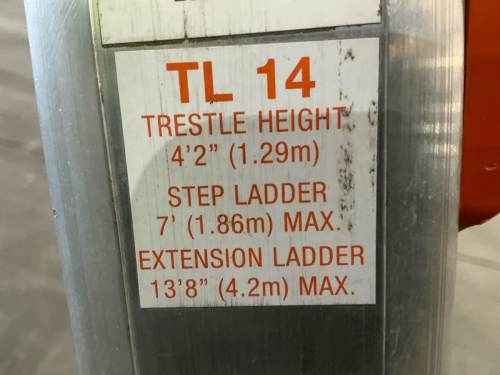 TL 14
TRESTLE HEIGHT
4'2" (1.29m)
STEP LADDER
7' (1.86m) MAX.
EXTENSION LADDER
13'8" (4.2m) MAX.